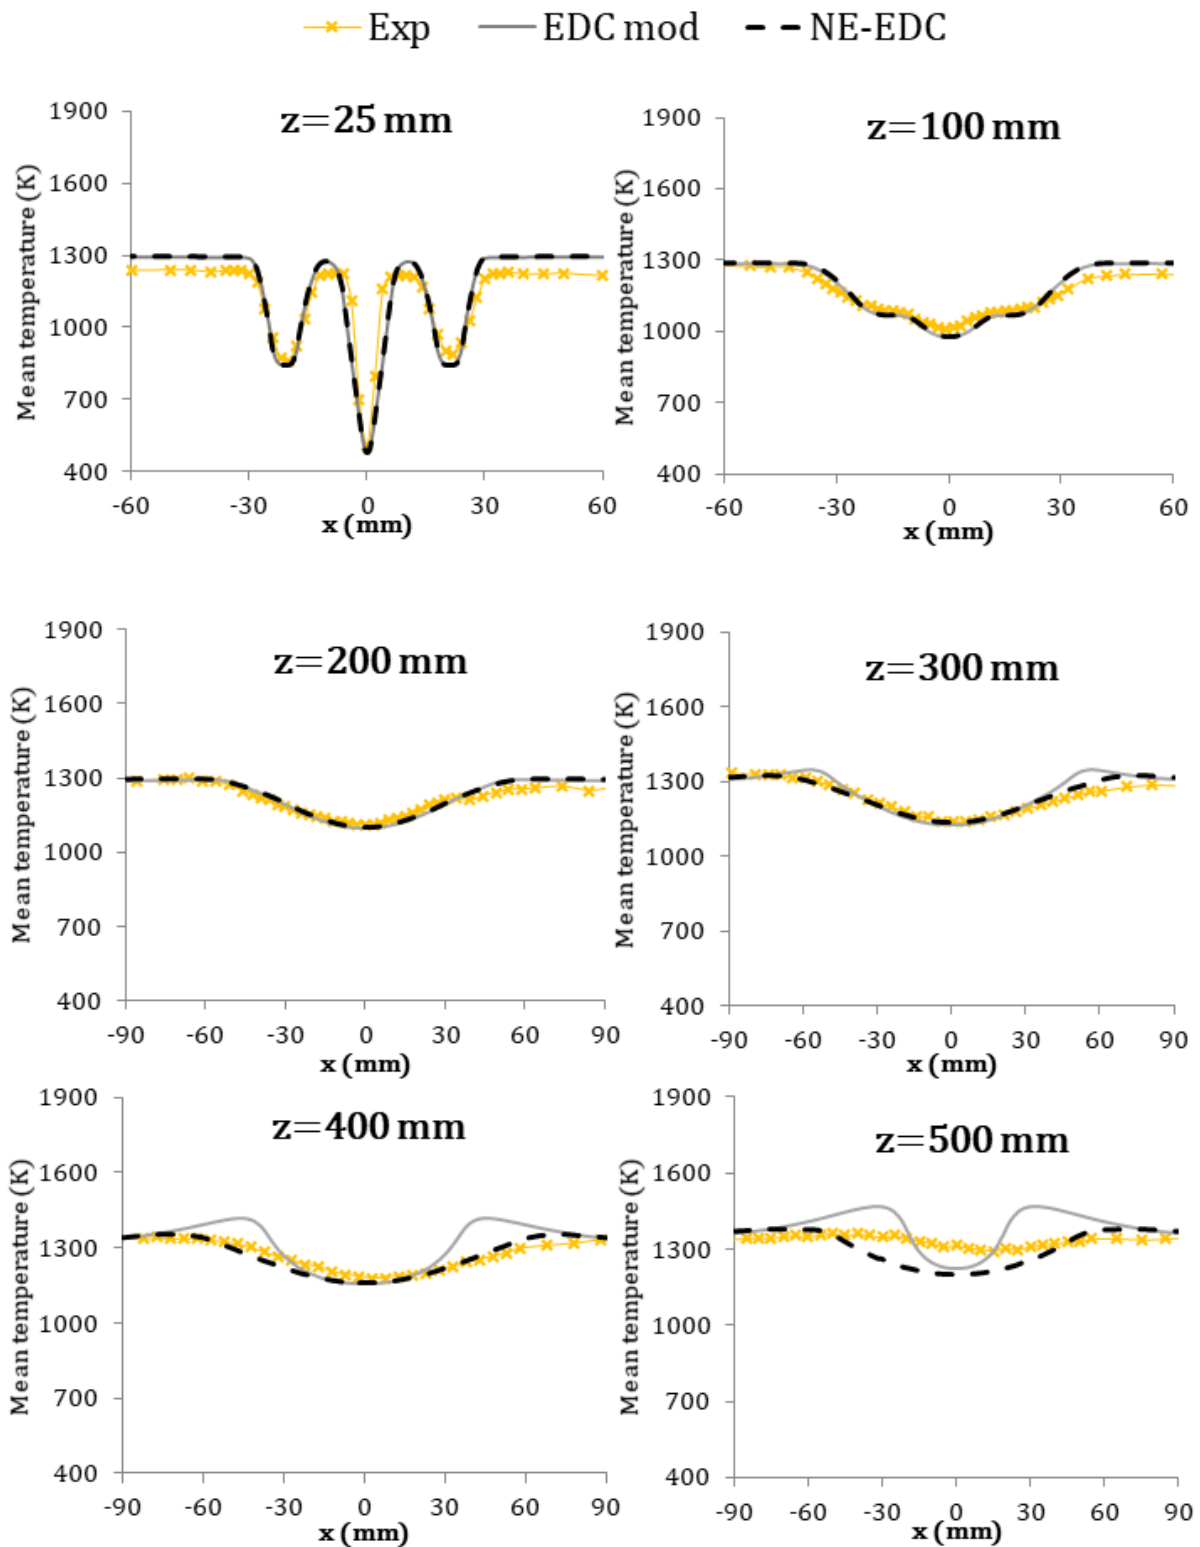 Exp EDC mod NE-EDC
z=25 mm
Mean temperature (K)
1900
1600
1300
1000
700
400
-60 -30 0 30 60
x (mm)
z=100 mm
Mean temperature (K)
1900
1600
1300
1000
700
400
-60 -30 0 30 60
x (mm)
z=200 mm
Mean temperature (K)
1900
1600
1300
1000
700
400
-90 -60 -30 0 30 60 90
x (mm)
z=300 mm
Mean temperature (K)
1900
1600
1300
1000
700
400
-90 -60 -30 0 30 60 90
x (mm)
z=400 mm
Mean temperature (K)
1900
1600
1300
1000
700
400
-90 -60 -30 0 30 60 90
x (mm)
z=500 mm
Mean temperature (K)
1900
1600
1300
1000
700
400
-90 -60 -30 0 30 60 90
x (mm)